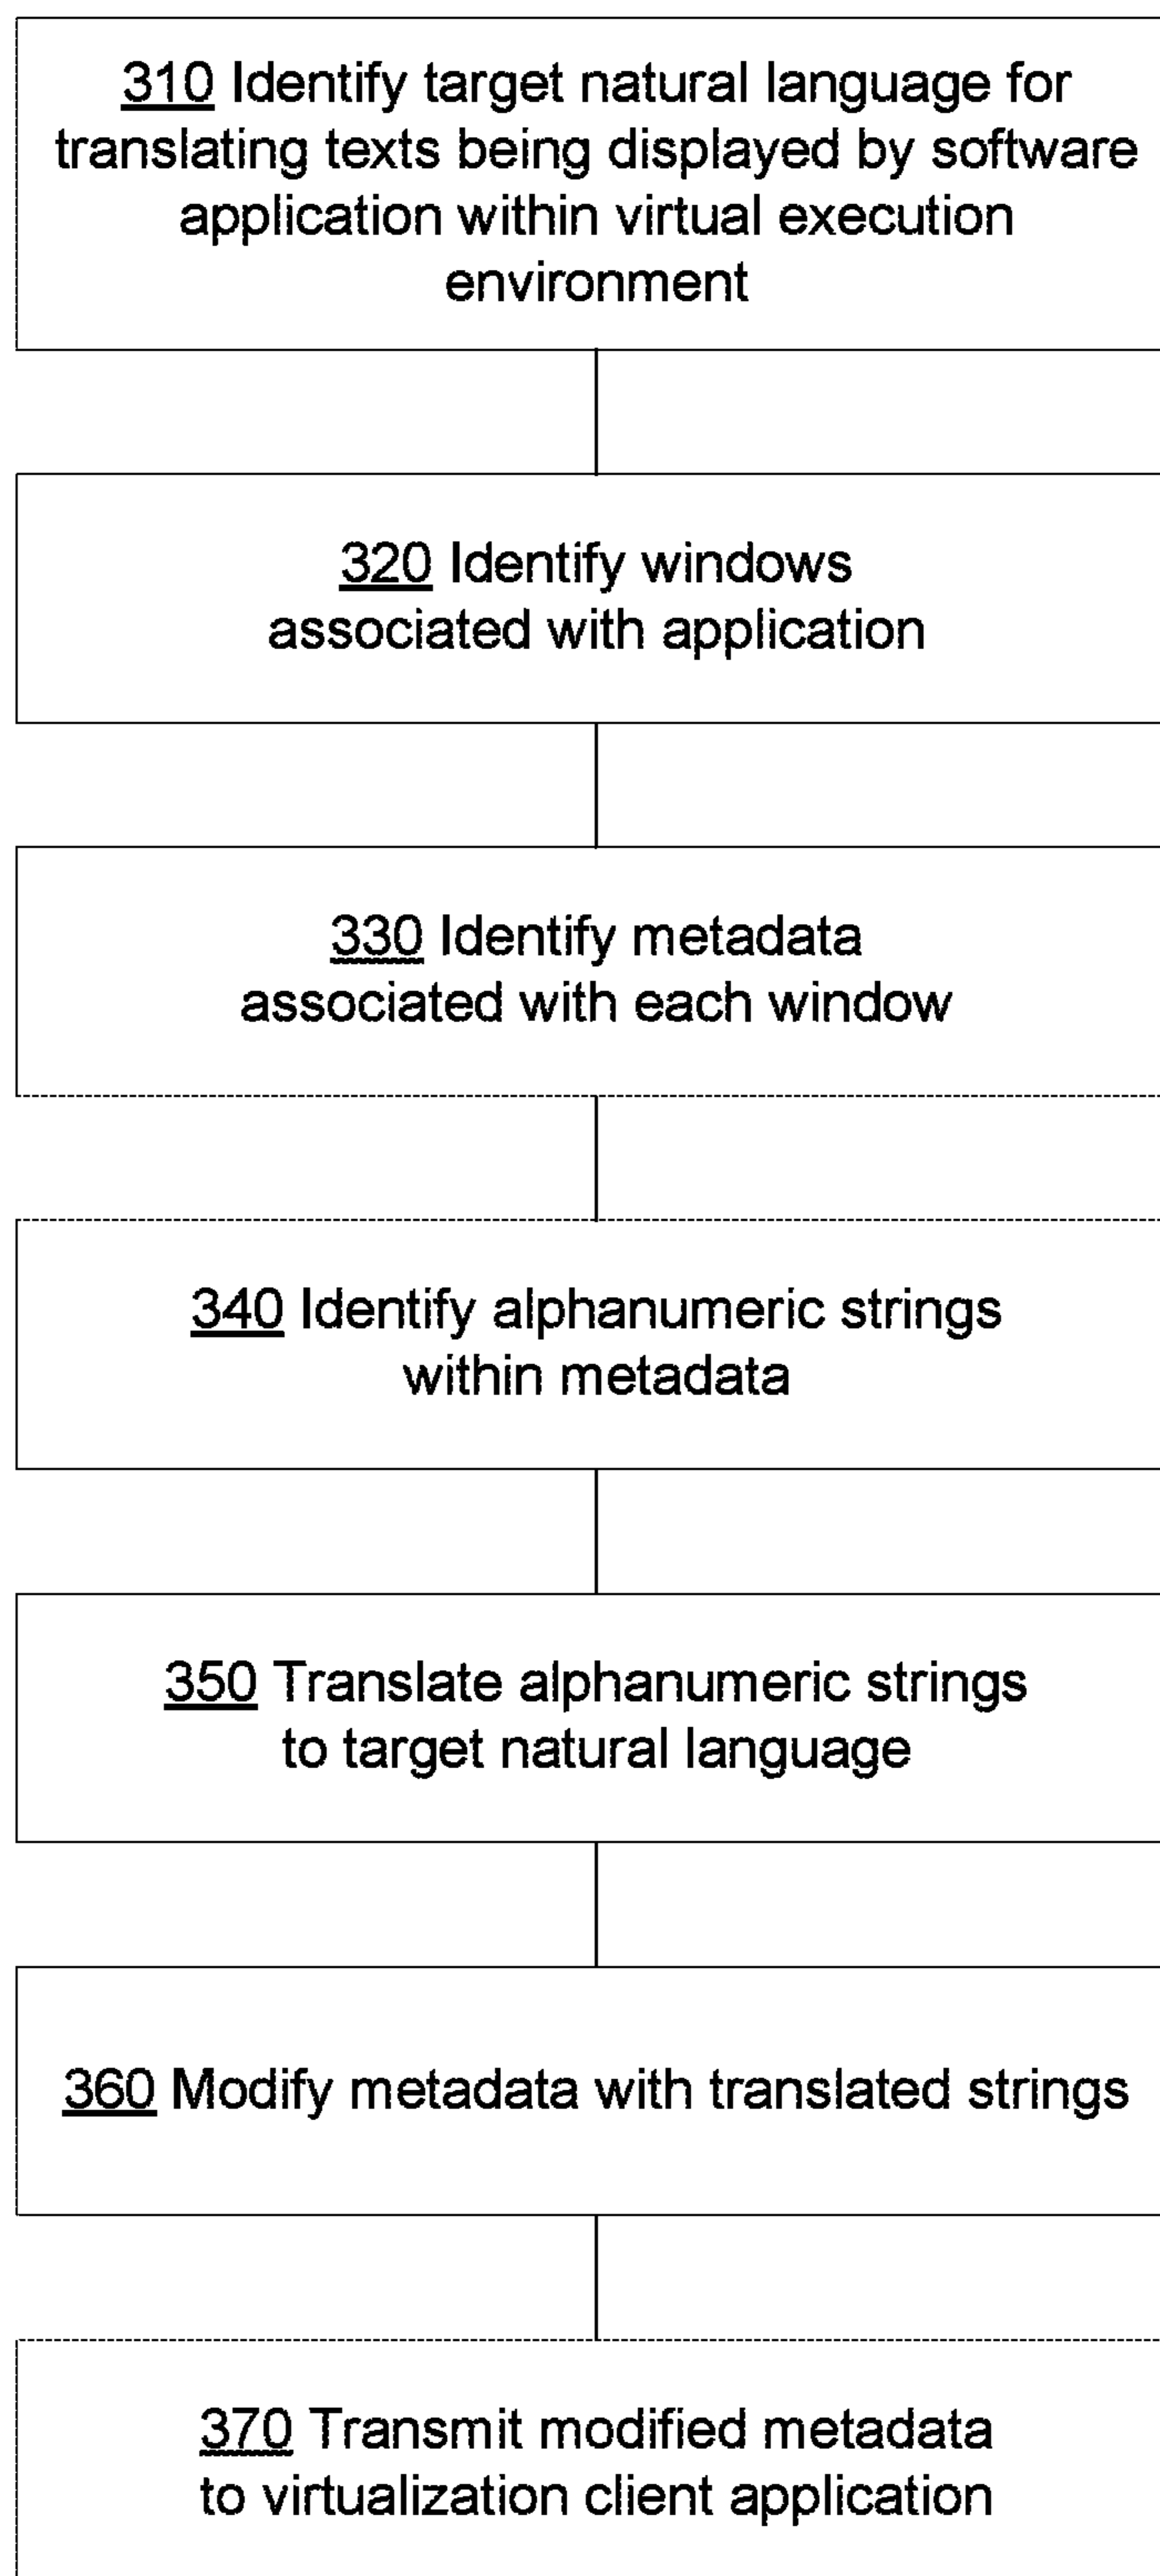 310 Identify target natural language for
translating texts being displayed by software
application within virtual execution
environment
320 Identify windows
associated with application
330 Identify metadata
associated with each window
340 Identify alphanumeric strings
within metadata
350 Translate alphanumeric strings
to target natural language
360 Modify metadata with translated strings
370 Transmit modified metadata
to virtualization client application